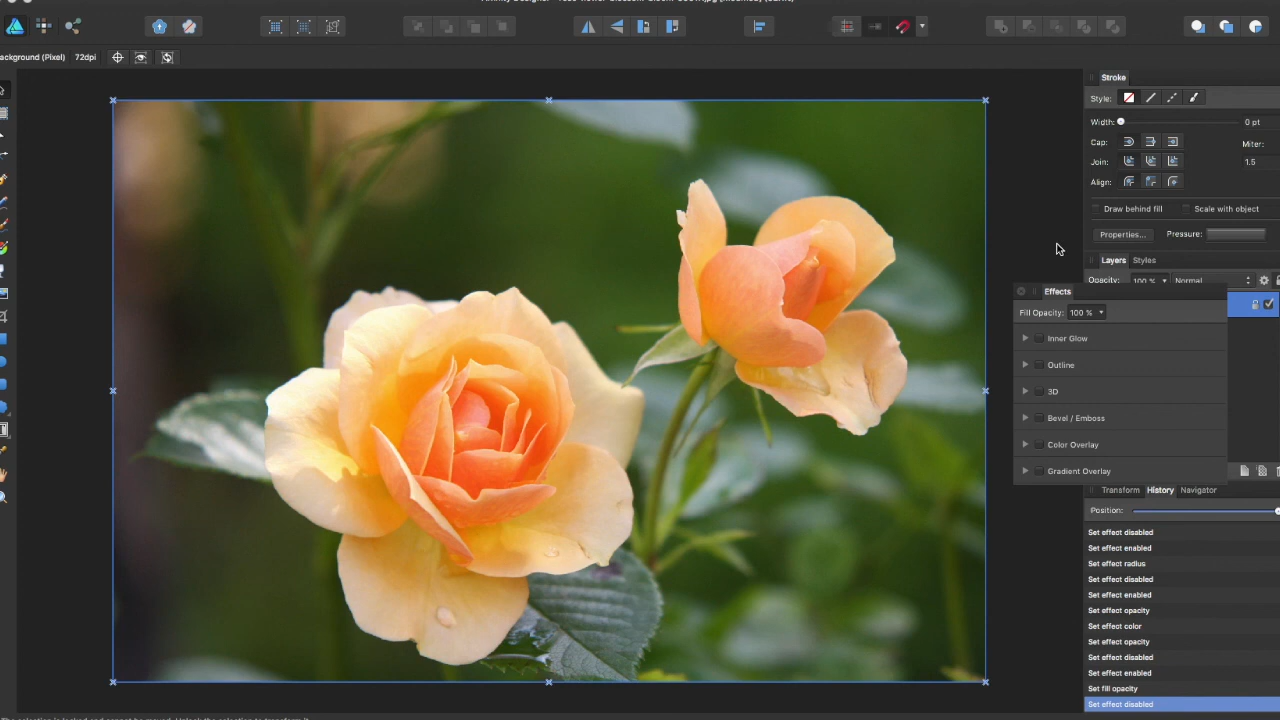 ackground (Pixel) 72dpi
Stroke
Style:
Width: 0 pt
Cap: Miter:
Join: 1.5
Align:
Draw behind fill Scale with object
Properties... Pressure:
Layers Styles
Opacity: 100 % Normal
Effects
Fill Opacity: 100 %
Inner Glow
Outline
3D
Bevel / Emboss
Color Overlay
Gradient Overlay
Transform History Navigator
Position:
Set effect disabled
Set effect enabled
Set effect radius
Set effect disabled
Set effect enabled
Set effect opacity
Set effect color
Set effect opacity
Set effect disabled
Set effect enabled
Set fill opacity
Set effect disabled